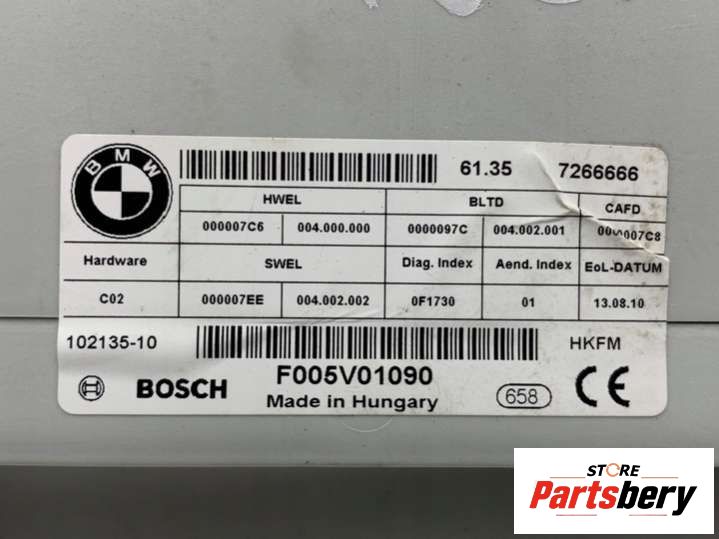 BMW
61.35 7266666
HWEL BLTD CAFD
000007C6 004.000.000 0000097C 004.002.001
Hardware SWEL Diag. Index Aend. Index EoL-DATUM
C02 000007EE 004.002.002 0F1730 01 13.08.10
102135-10 HKFM
BOSCH F005V01090 658 CE
Made in Hungary
STORE
Partsbery